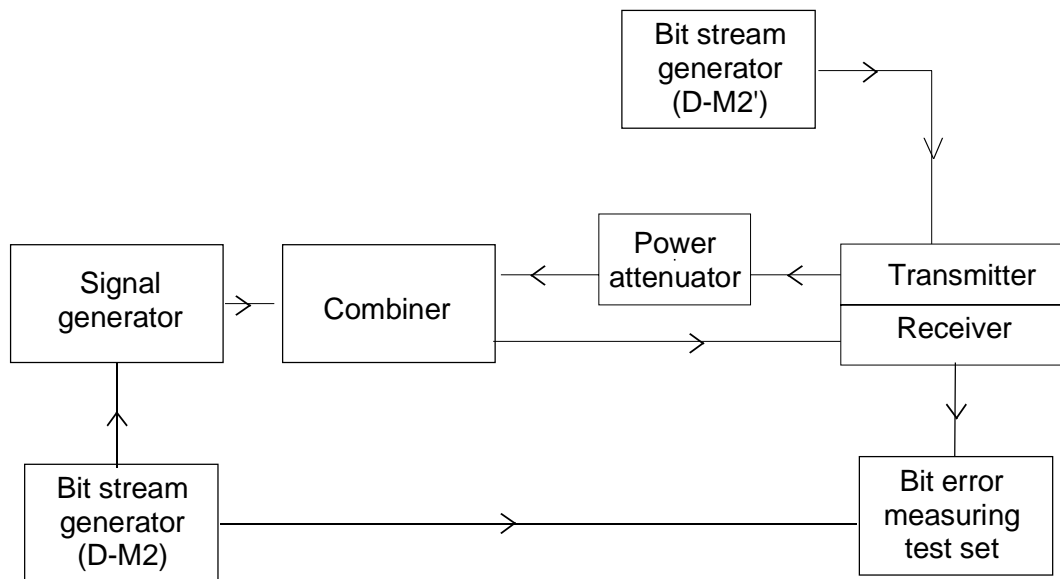 Bit stream
generator
(D-M2')
Power
attenuator
Signal
generator
Combiner
Transmitter
Receiver
Bit stream
generator
(D-M2)
Bit error
measuring
test set